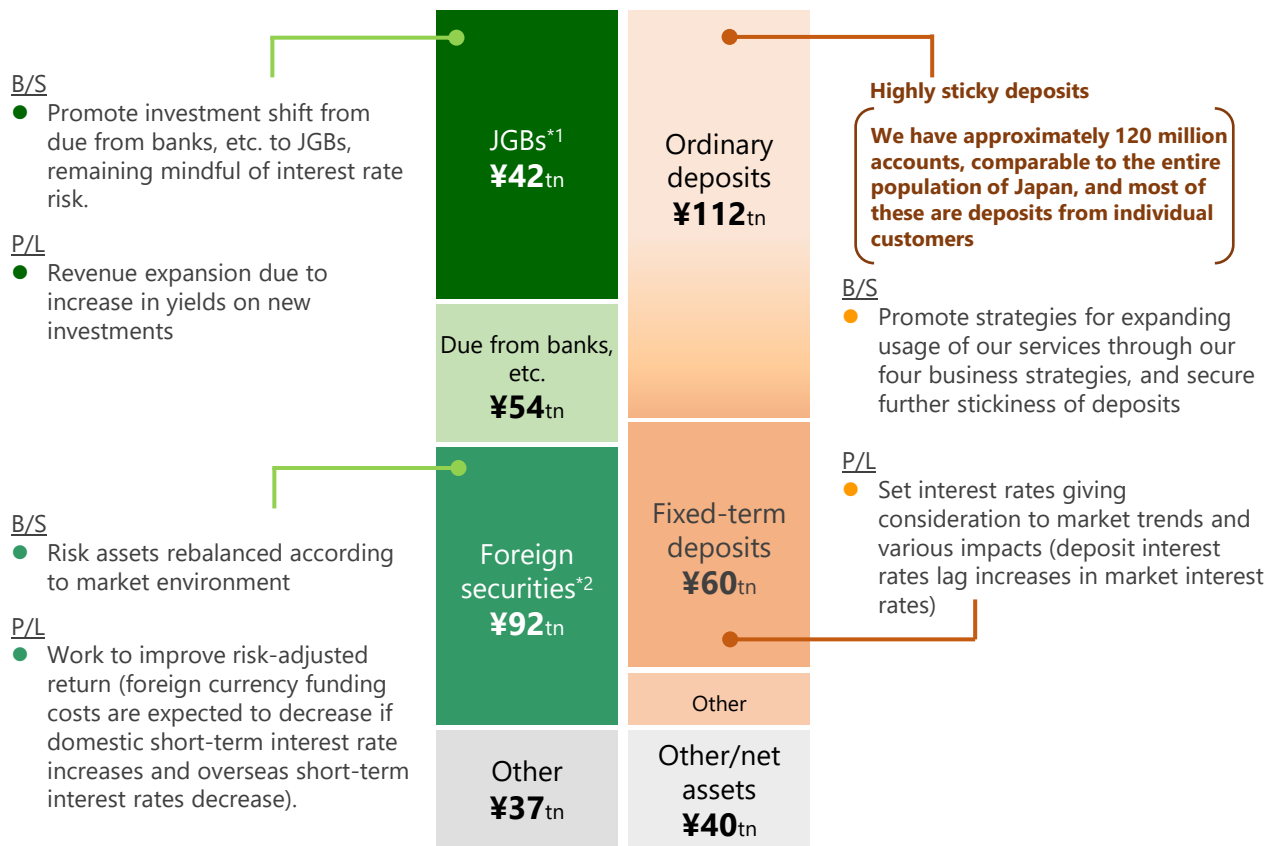 B/S
● Promote investment shift from
due from banks, etc. to JGBs,
remaining mindful of interest rate
risk.
P/L
● Revenue expansion due to
increase in yields on new
investments
B/S
● Risk assets rebalanced according
to market environment
P/L
● Work to improve risk-adjusted
return (foreign currency funding
costs are expected to decrease if
domestic short-term interest rate
increases and overseas short-term
interest rates decrease).
JGBs*1
¥42tn
Due from banks,
etc.
¥54tn
Foreign
securities*2
¥92tn
Other
¥37tn
Ordinary
deposits
¥112tn
Fixed-term
deposits
¥60tn
Other
Other/net
assets
¥40tn
Highly sticky deposits
We have approximately 120 million
accounts, comparable to the entire
population of Japan, and most of
these are deposits from individual
customers
B/S
● Promote strategies for expanding
usage of our services through our
four business strategies, and secure
further stickiness of deposits
P/L
● Set interest rates giving
consideration to market trends and
various impacts (deposit interest
rates lag increases in market interest
rates)